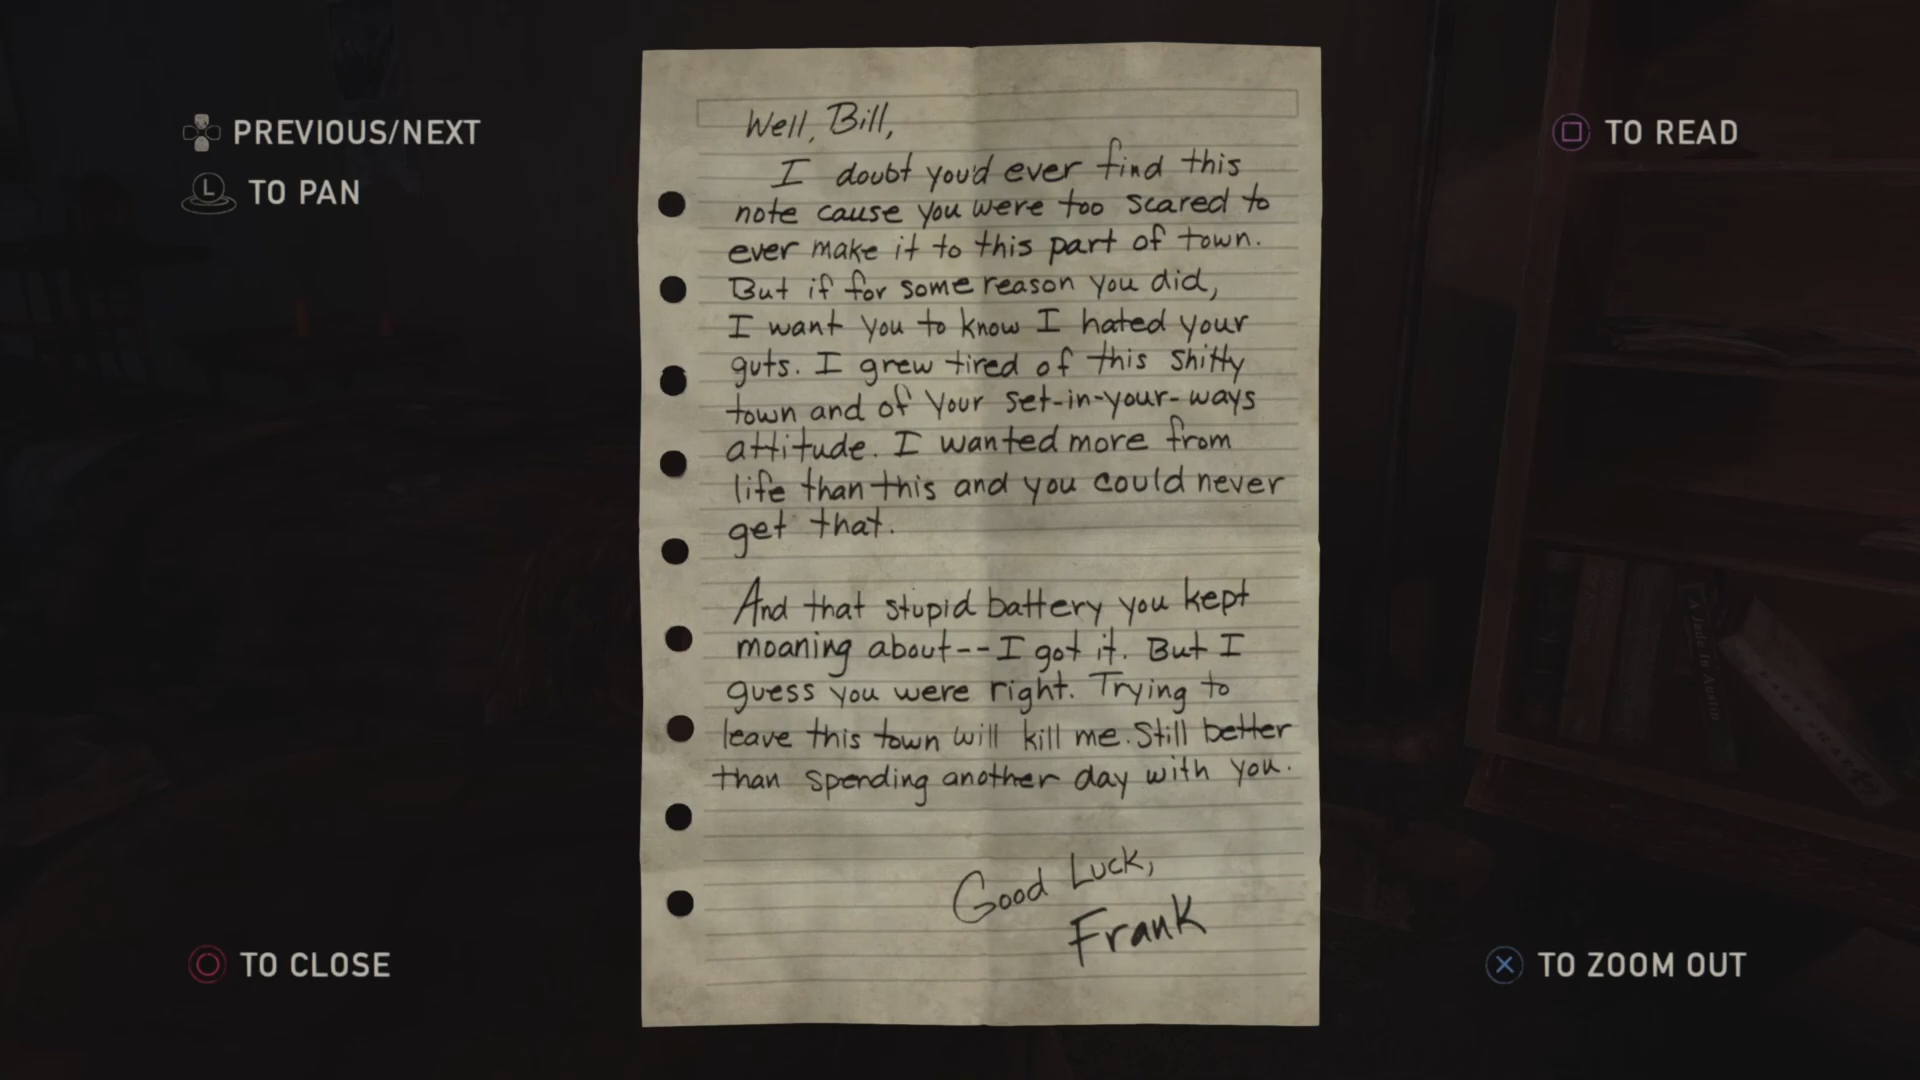 PREVIOUS/NEXT
L TO PAN
TO READ
Well, Bill,
I doubt you'd ever find this
note cause you were too scared to
ever make it to this part of town.
But if for some reason you did,
I want you to know I hated your
guts. I grew tired of this shitty
town and of your set-in-your-ways
attitude. I wanted more from
life than this and you could never
get that.
And that stupid battery you kept
moaning about--I got it. But I
guess you were right. Trying to
leave this town will kill me. Still better
than spending another day with you.
Good Luck,
Frank
TO CLOSE
TO ZOOM OUT